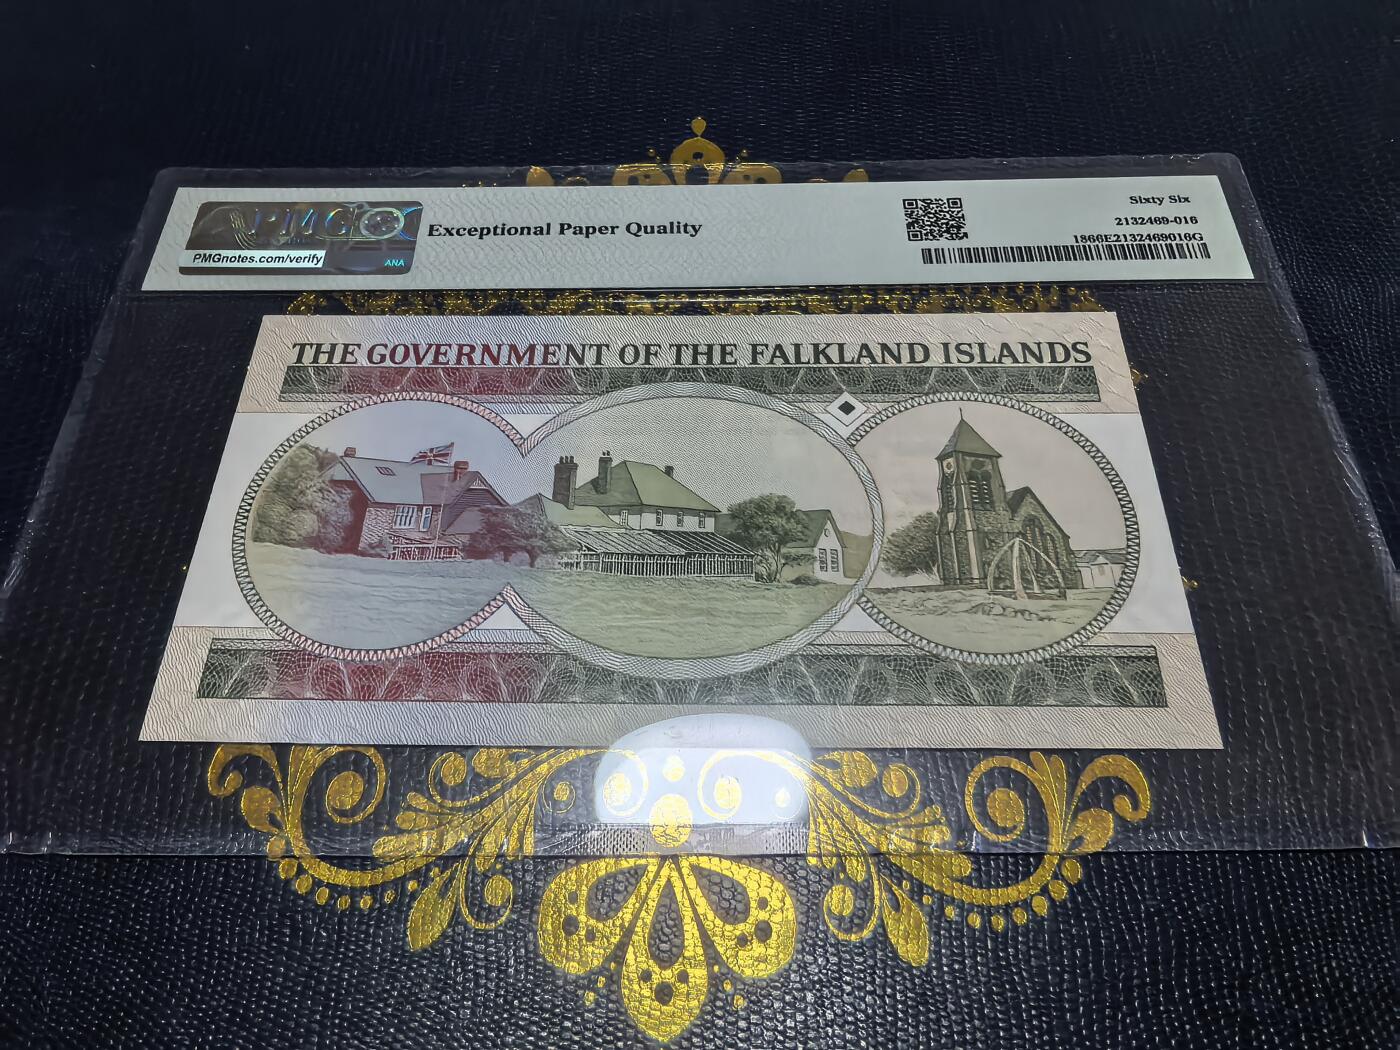 PMG
PMGnotes.com/verify
ANA
Exceptional Paper Quality
Sixty Six
2132469-016
1866E2132469016G
THE GOVERNMENT OF THE FALKLAND ISLANDS